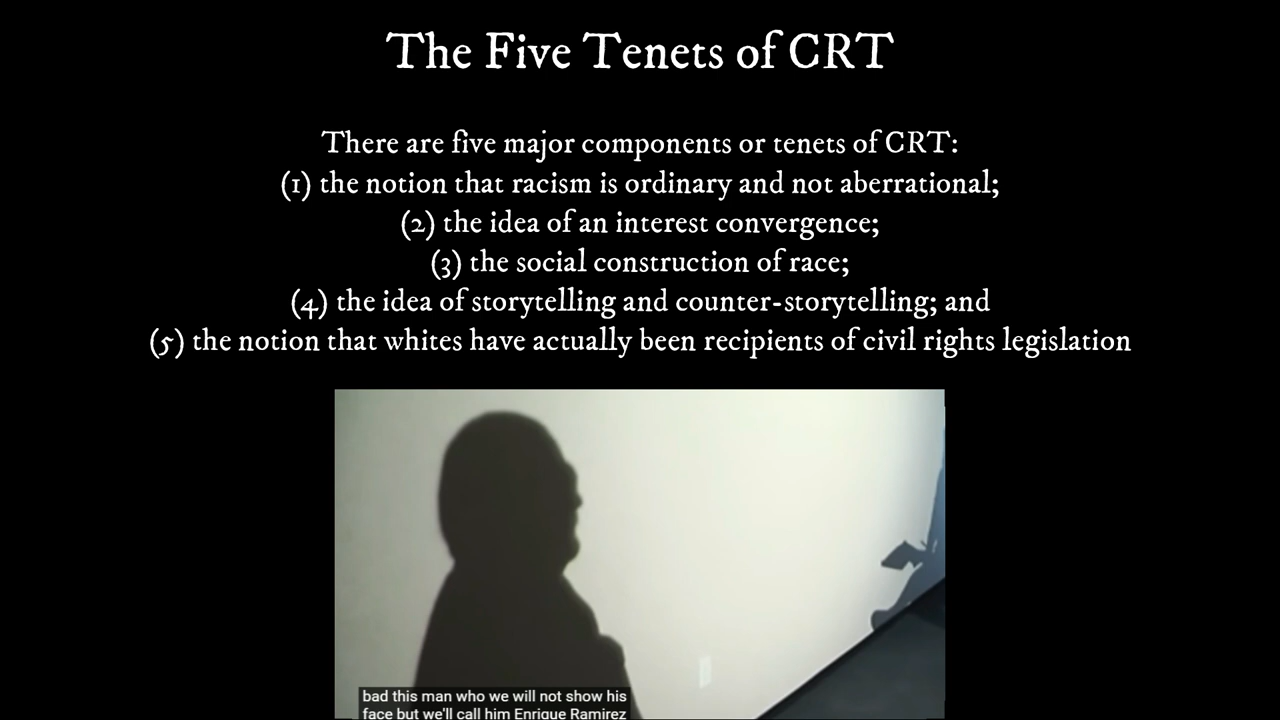 The Five Tenets of CRT
There are five major components or tenets of CRT:
(1) the notion that racism is ordinary and not aberrational;
(2) the idea of an interest convergence;
(3) the social construction of race;
(4) the idea of storytelling and counter-storytelling; and
(5) the notion that whites have actually been recipients of civil rights legislation
bad this man who we will not show his
face but we'll call him Enrique Ramirez